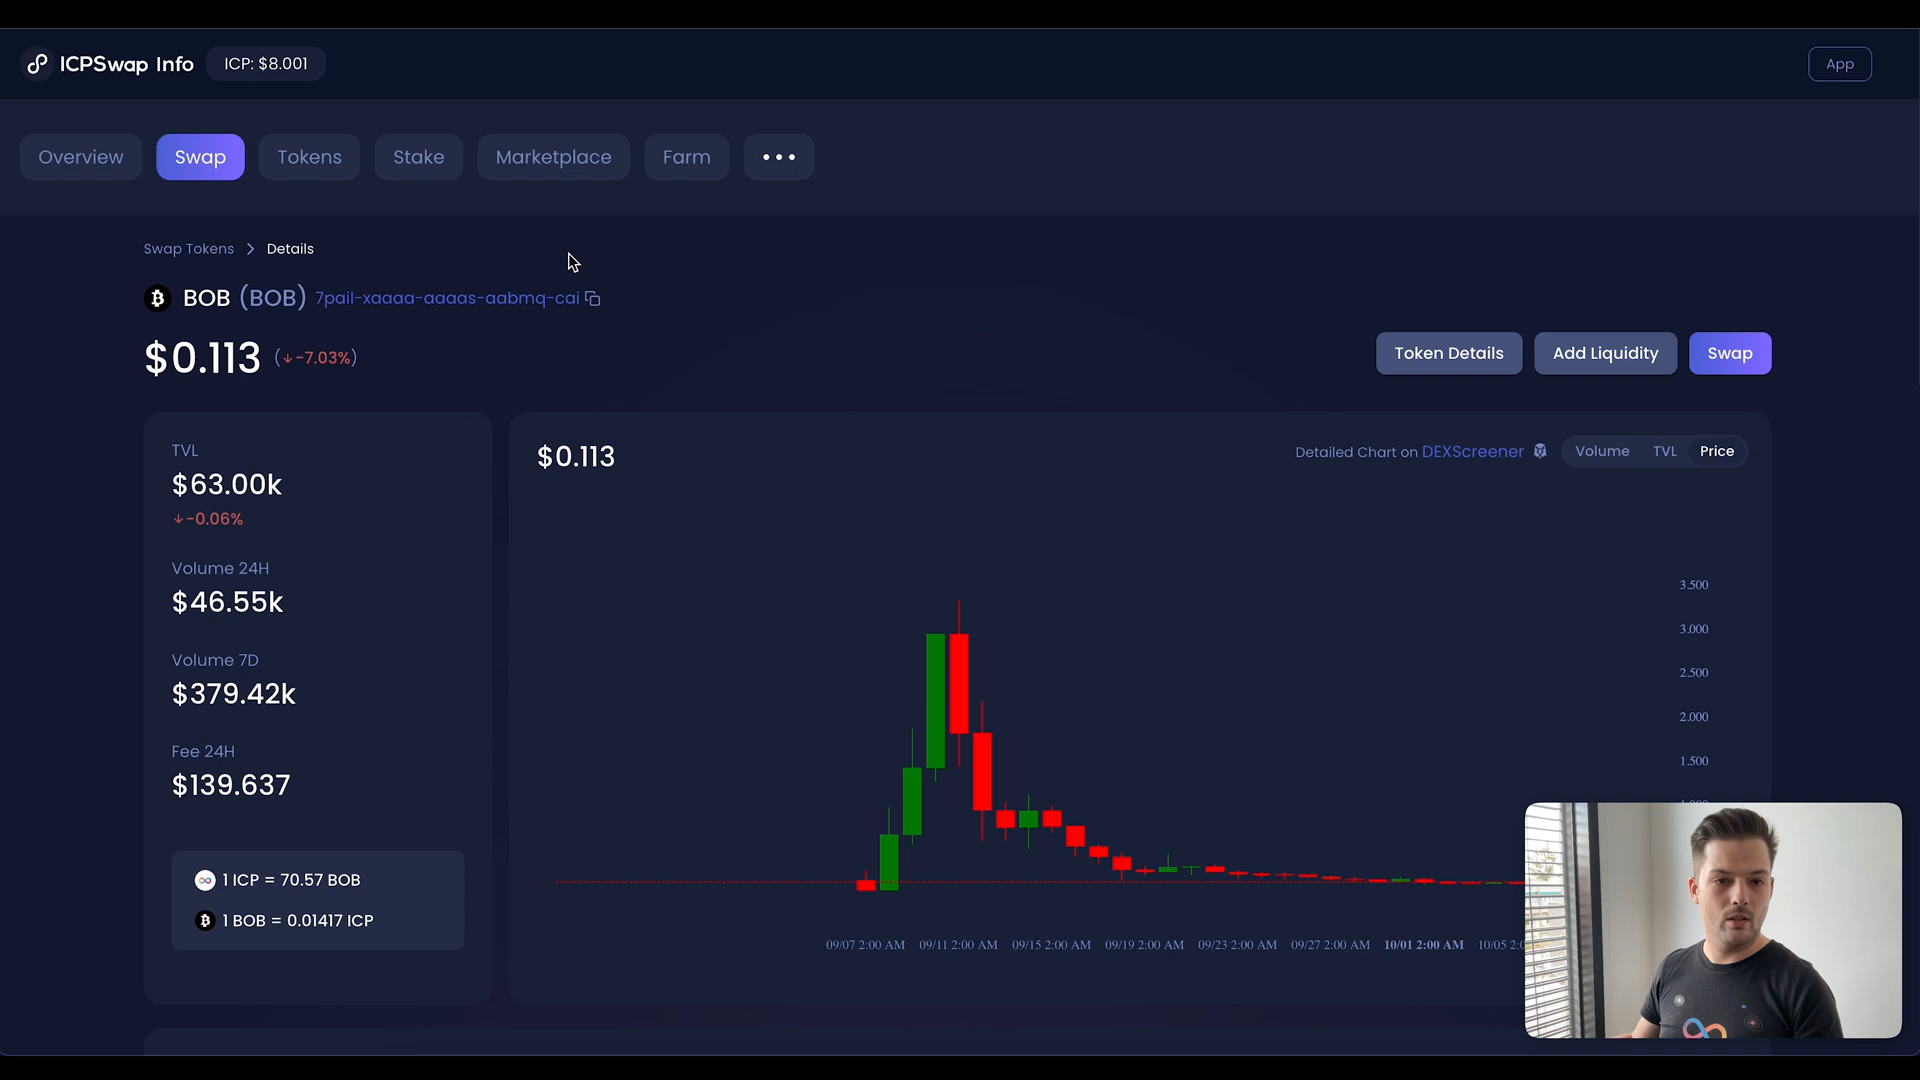 ICPSwap Info
ICP: $8.001
App
Overview
Swap
Tokens
Stake
Marketplace
Farm
•••
Swap Tokens > Details
BOB (BOB) 7pail-xaaaa-aaaas-aabmq-cai
$0.113 (↓-7.03%)
Token Details
Add Liquidity
Swap
TVL
$63.00k
↓-0.06%
Volume 24H
$46.55k
Volume 7D
$379.42k
Fee 24H
$139.637
1 ICP = 70.57 BOB
1 BOB = 0.01417 ICP
$0.113
Detailed Chart on DEXScreener
Volume
TVL
Price
3.500
3.000
2.500
2.000
1.500
09/07 2:00 AM
09/11 2:00 AM
09/15 2:00 AM
09/19 2:00 AM
09/23 2:00 AM
09/27 2:00 AM
10/01 2:00 AM
10/05 2:0